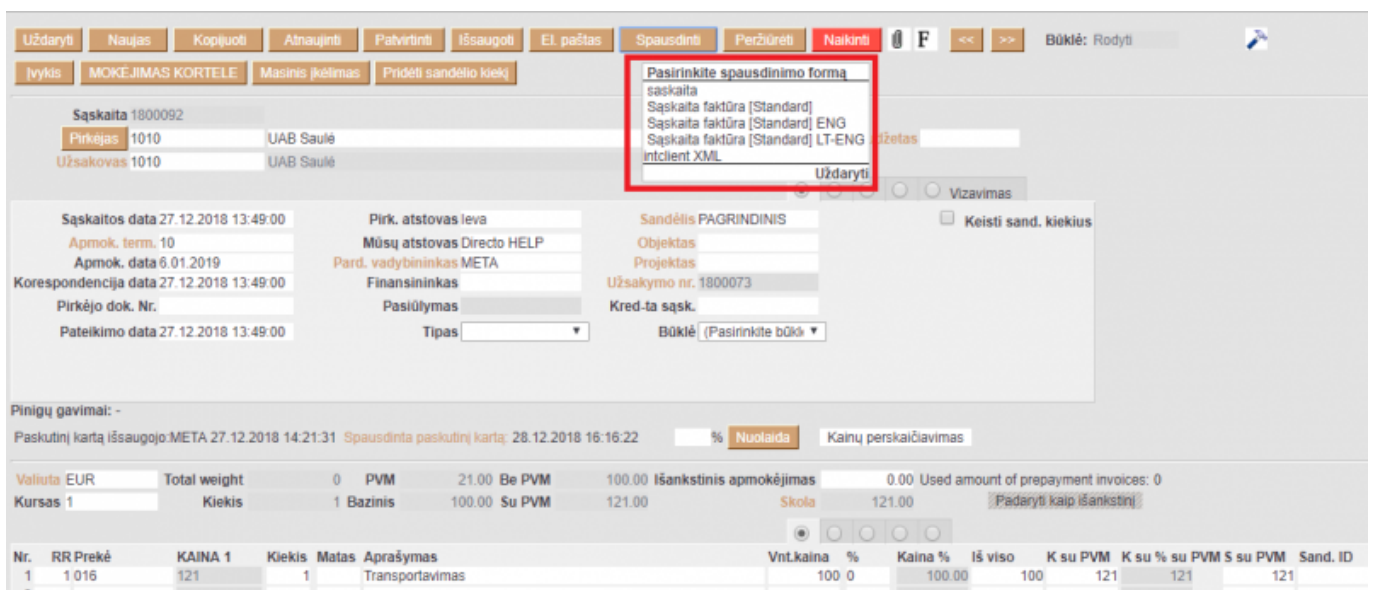 Uždaryti Naujas Kopijuoti Atnaujinti Patvirtinti Išsaugoti El. paštas Spausdinti Peržiūrėti Naikinti F << >> Būklė: Rodyti
Įvykis MOKĖJIMAS KORTELE Masinis įkėlimas Pridėti sandėlio kiekį
Pasirinkite spausdinimo formą
saskaita
Sąskaita faktūra [Standard]
Sąskaita faktūra [Standard] ENG
Sąskaita faktūra [Standard] LT-ENG
intclient XML
Uždaryti
Sąskaita 1800092
Pirkėjas 1010 UAB Saulė džetas
Užsakovas 1010 UAB Saulė
Vizavimas
Sąskaitos data 27.12.2018 13:49:00 Pirk. atstovas Ieva Sandėlis PAGRINDINIS Keisti sand. kiekius
Apmok. term. 10 Mūsų atstovas Directo HELP Objektas
Apmok. data 6.01.2019 Pard. vadybininkas META Projektas
Korespondencija data 27.12.2018 13:49:00 Finansininkas Užsakymo nr. 1800073
Pirkėjo dok. Nr. Pasiūlymas Kred-ta sąsk.
Pateikimo data 27.12.2018 13:49:00 Tipas Būklė (Pasirinkite būkl
Pinigų gavimai: -
Paskutinį kartą išsaugojo:META 27.12.2018 14:21:31 Spausdinta paskutinį kartą: 28.12.2018 16:16:22 % Nuolaida Kainų perskaičiavimas
Valiuta EUR Total weight 0 PVM 21.00 Be PVM 100.00 Išankstinis apmokėjimas 0.00 Used amount of prepayment invoices: 0
Kursas 1 Kiekis 1 Bazinis 100.00 Su PVM 121.00 Skola 121.00 Padaryti kaip išankstinį
Nr. RR Prekė KAINA 1 Kiekis Matas Aprašymas Vnt.kaina % Kaina % Iš viso K su PVM K su % su PVM S su PVM Sand. ID
1 1 016 121 1 Transportavimas 100 0 100.00 100 121 121 121